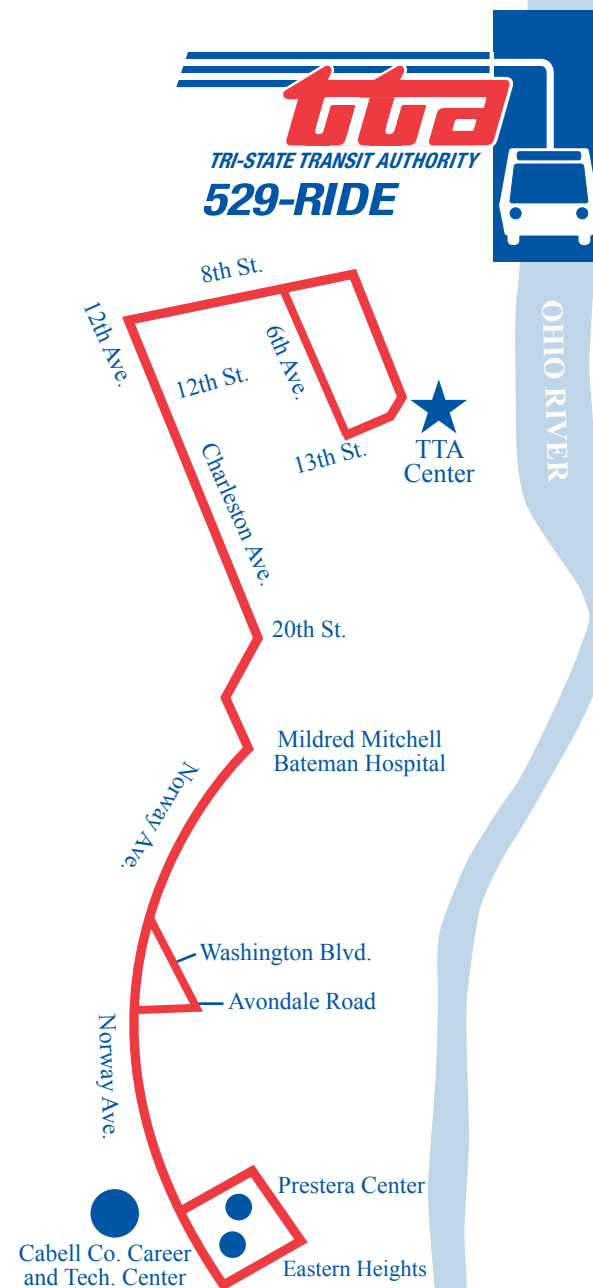 tta
TRI-STATE TRANSIT AUTHORITY
529-RIDE
8th St.
12th Ave.
6th Ave.
12th St.
OHIO RIVER
13th St.
TTA
Center
Charleston Ave.
20th St.
Mildred Mitchell
Bateman Hospital
Norway Ave.
Washington Blvd.
Avondale Road
Norway Ave.
Prestera Center
Cabell Co. Career
and Tech. Center
Eastern Heights